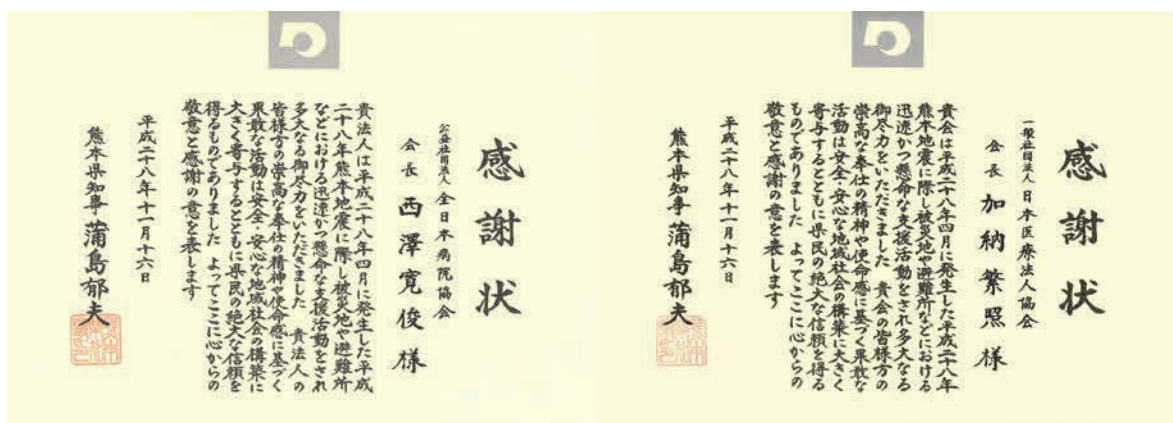 感謝状
公益社団法人 全日本病院協会
会長 西澤寛俊 様
貴法人は平成二十八年四月に発生した平成
二十八年熊本地震に際し被災地や避難所
などにおける迅速かつ懸命な支援活動をされ
多大なる御尽力をいただきました 貴法人の
皆様方の崇高な奉仕の精神や使命感に基づく
果敢な活動は安全・安心な地域社会の構築に
大きく寄与するとともに県民の絶大な信頼を
得るものでありました よってここに心からの
敬意と感謝の意を表します
平成二十八年十一月十六日
熊本県知事 蒲島郁夫
感謝状
一般社団法人 日本医療法人協会
会長 加納繁照 様
貴会は平成二十八年四月に発生した平成二十八年
熊本地震に際し被災地や避難所などにおける
迅速かつ懸命な支援活動をされ多大なる
御尽力をいただきました 貴会の皆様方の
崇高な奉仕の精神や使命感に基づく果敢な
活動は安全・安心な地域社会の構築に大きく
寄与するとともに県民の絶大な信頼を得る
ものでありました よってここに心からの
敬意と感謝の意を表します
平成二十八年十一月十六日
熊本県知事 蒲島郁夫